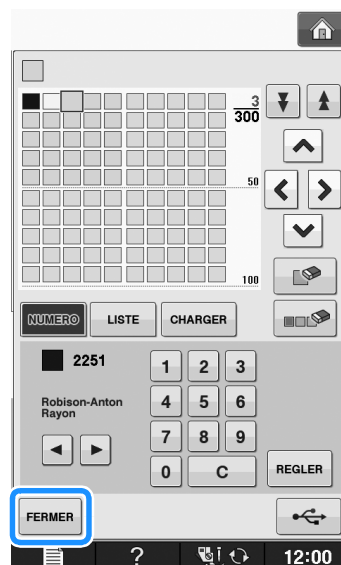 3
300
50
100
NUMERO LISTE CHARGER
2251
Robison-Anton
Rayon
1 2 3
4 5 6
7 8 9
0 C REGLER
FERMER
? 12:00